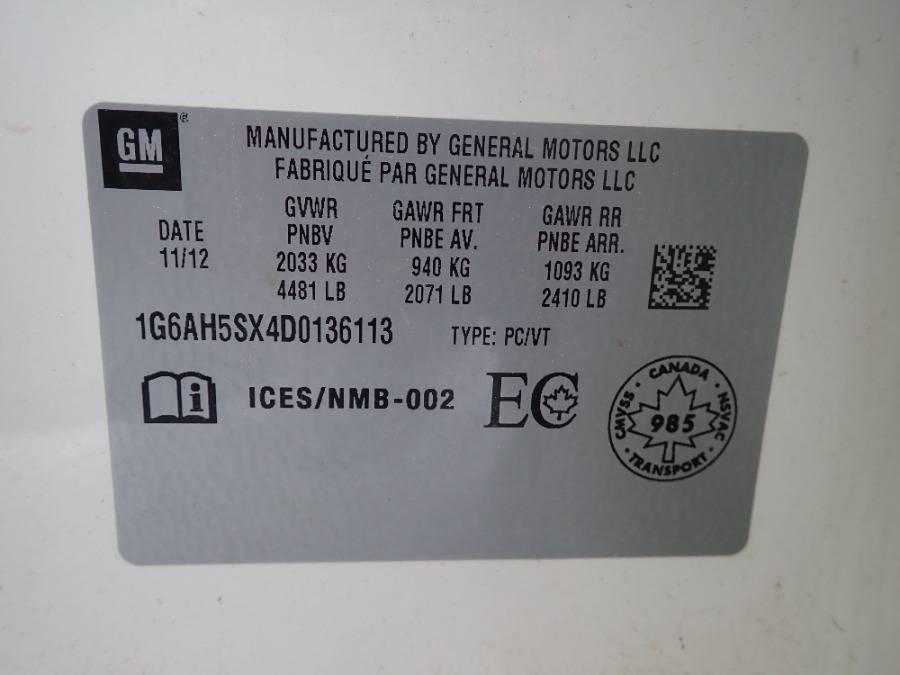 GM
MANUFACTURED BY GENERAL MOTORS LLC
FABRIQUÉ PAR GENERAL MOTORS LLC
DATE
11/12
GVWR
PNBV
2033 KG
4481 LB
GAWR FRT
PNBE AV.
940 KG
2071 LB
GAWR RR
PNBE ARR.
1093 KG
2410 LB
1G6AH5SX4D0136113 TYPE: PC/VT
i ICES/NMB-002 EC
CANADA
CMVSS 985 NSVAC
TRANSPORT